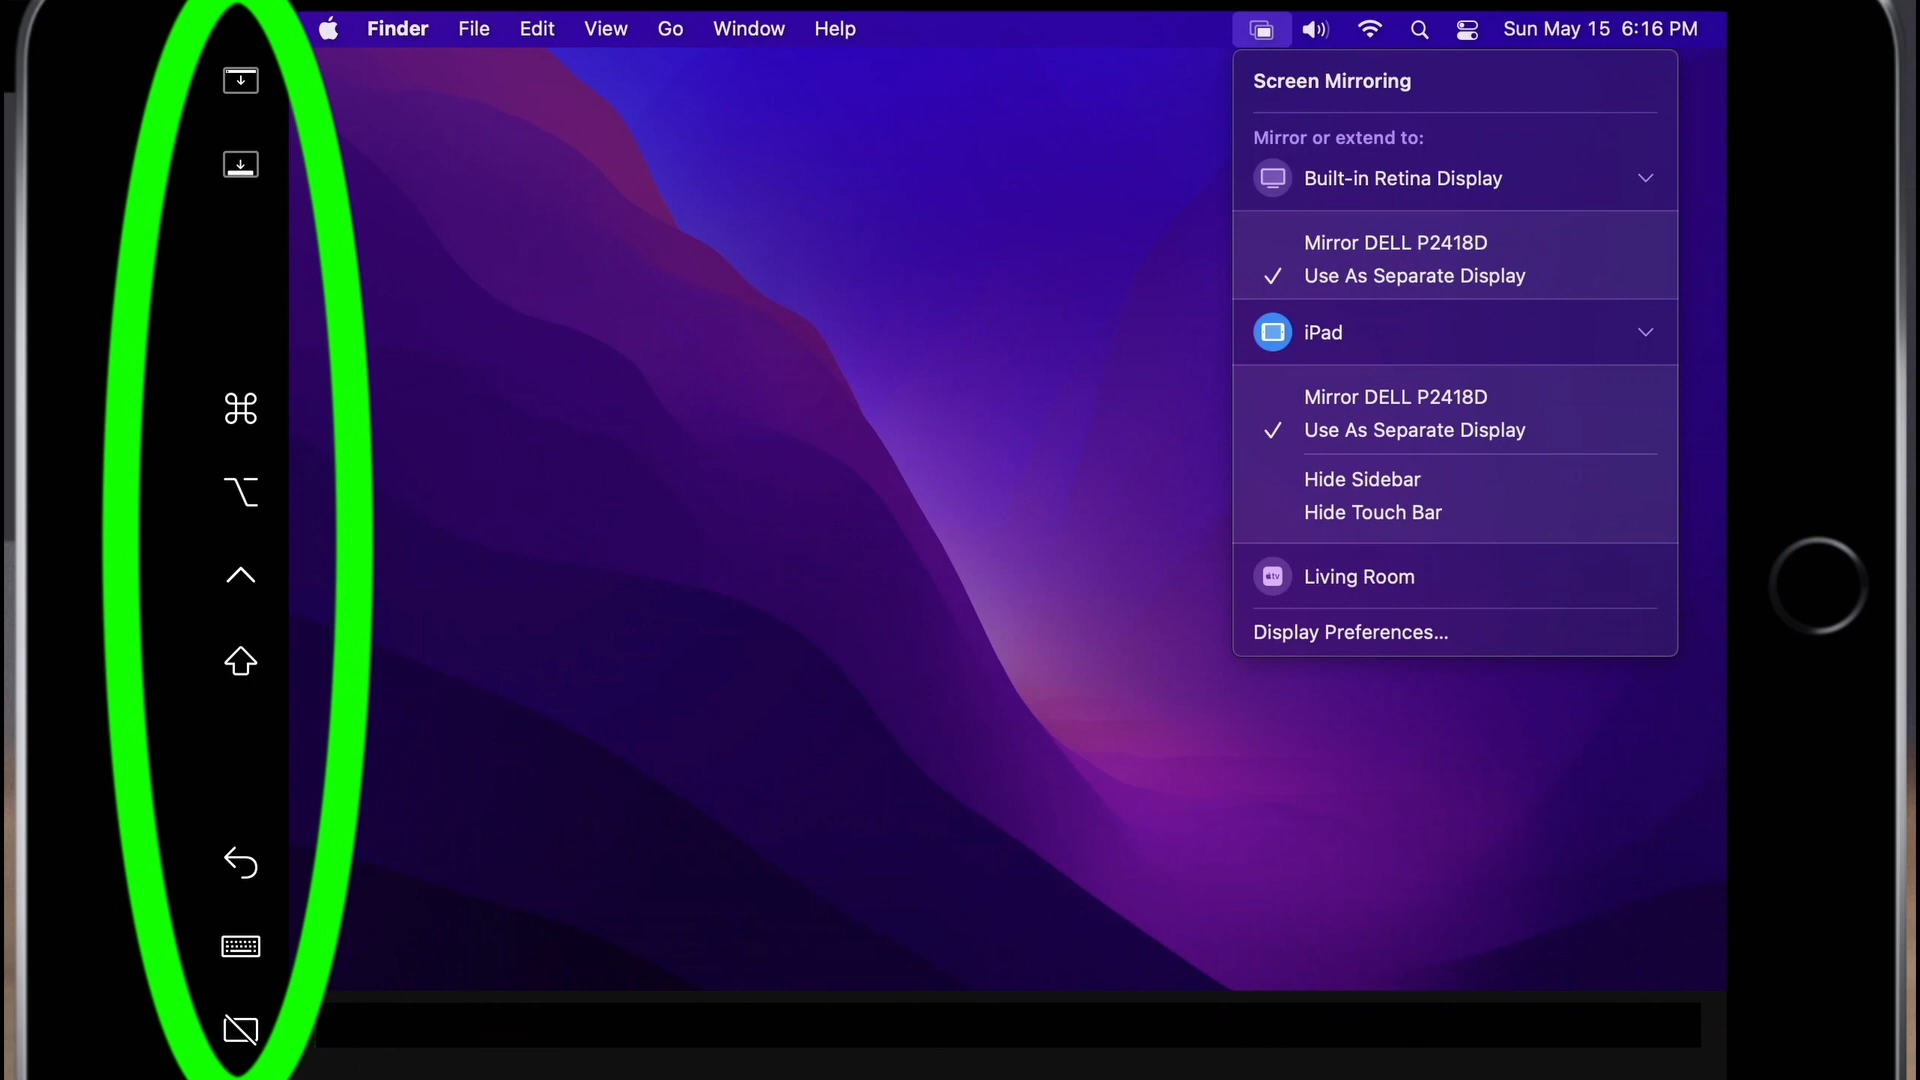 Finder File Edit View Go Window Help Sun May 15 6:16 PM
Screen Mirroring
Mirror or extend to:
Built-in Retina Display
Mirror DELL P2418D
Use As Separate Display
iPad
Mirror DELL P2418D
Use As Separate Display
Hide Sidebar
Hide Touch Bar
tv Living Room
Display Preferences...